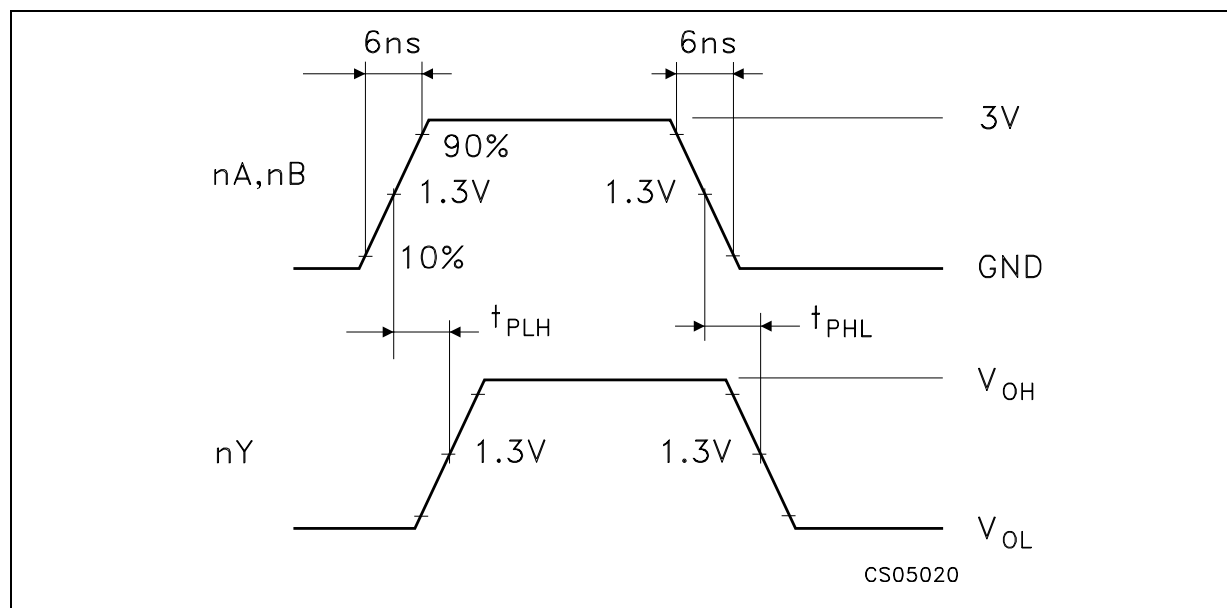 6ns 6ns
3V
90%
nA,nB
1.3V 1.3V
10%
GND
tPLH tPHL
VOH
nY
1.3V 1.3V
VOL
CS05020